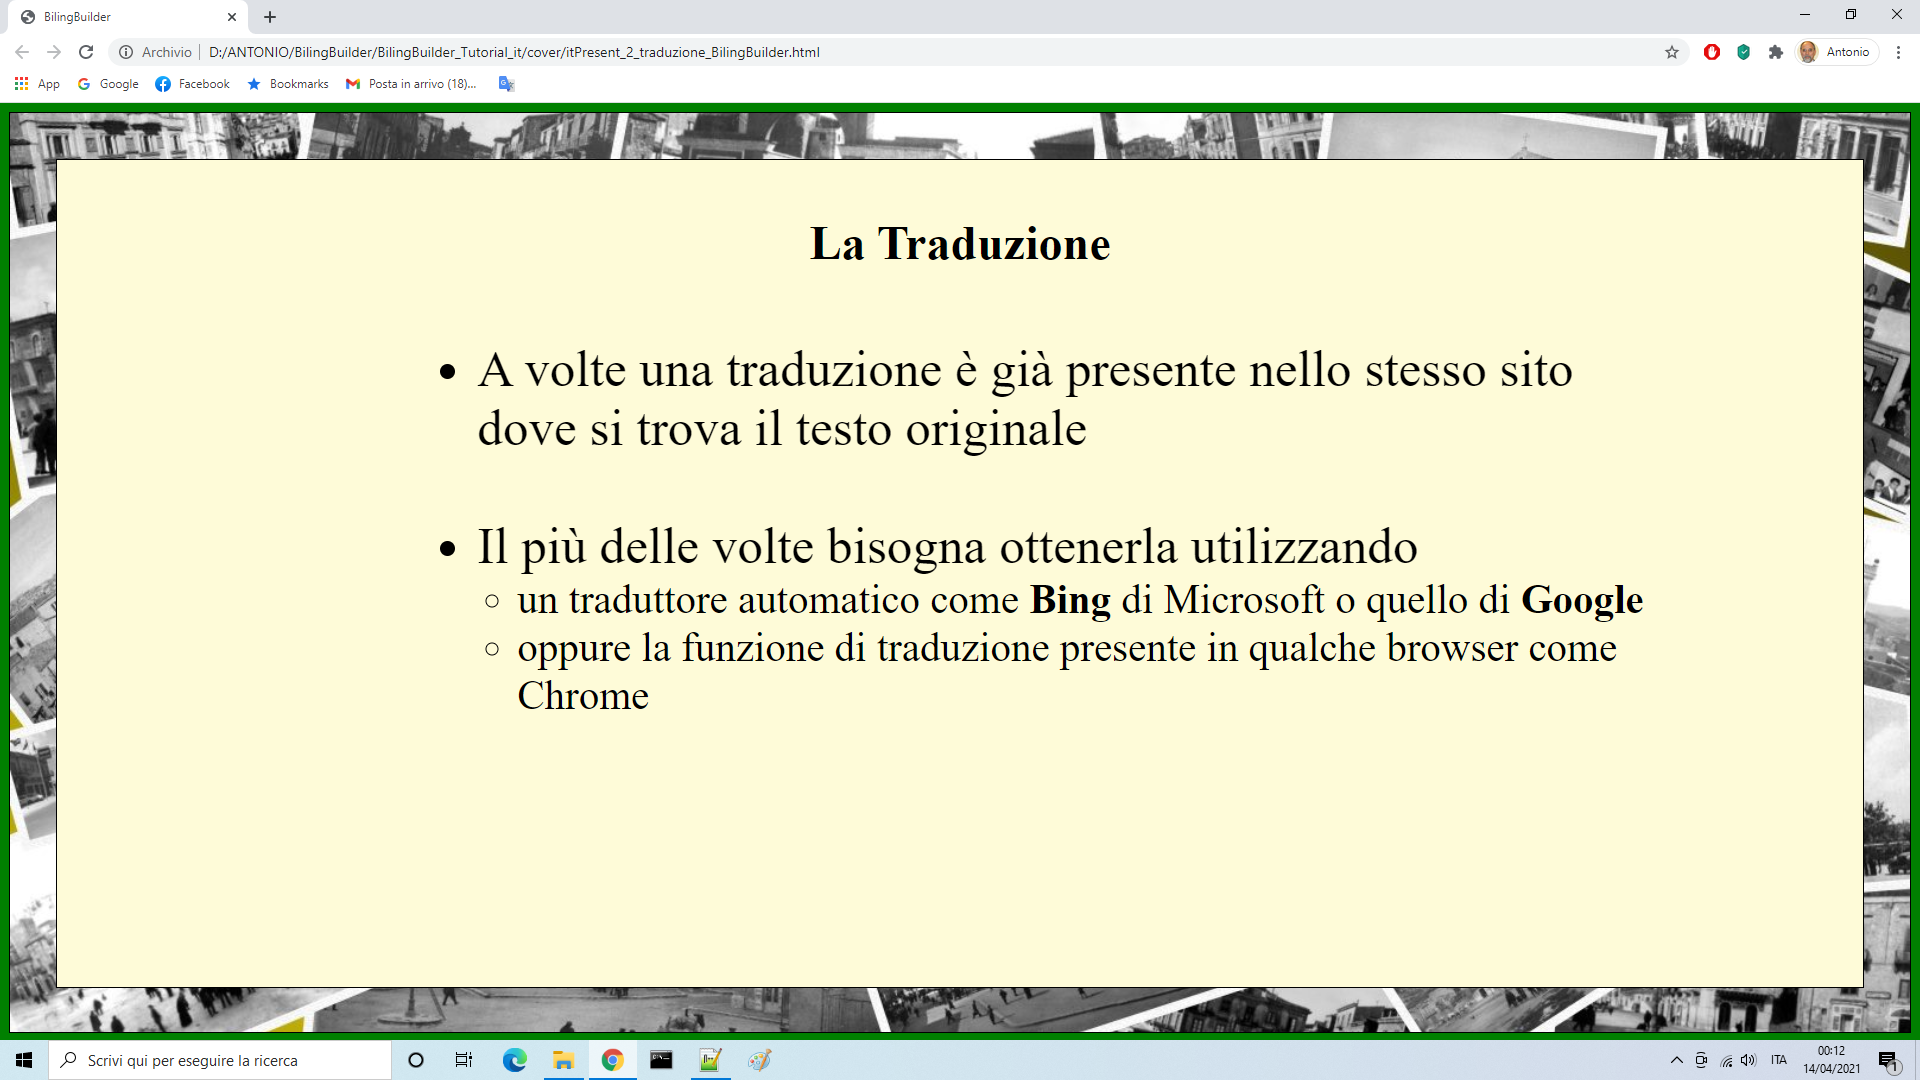 BilingBuilder
Archivio
D:/ANTONIO/BilingBuilder/BilingBuilder_Tutorial_it/cover/itPresent_2_traduzione_BilingBuilder.html
Antonio
App
Google
Facebook
Bookmarks
Posta in arrivo (18)...
La Traduzione
A volte una traduzione è già presente nello stesso sito
dove si trova il testo originale
Il più delle volte bisogna ottenerla utilizzando
un traduttore automatico come Bing di Microsoft o quello di Google
oppure la funzione di traduzione presente in qualche browser come
Chrome
Scrivi qui per eseguire la ricerca
ITA
00:12
14/04/2021
1